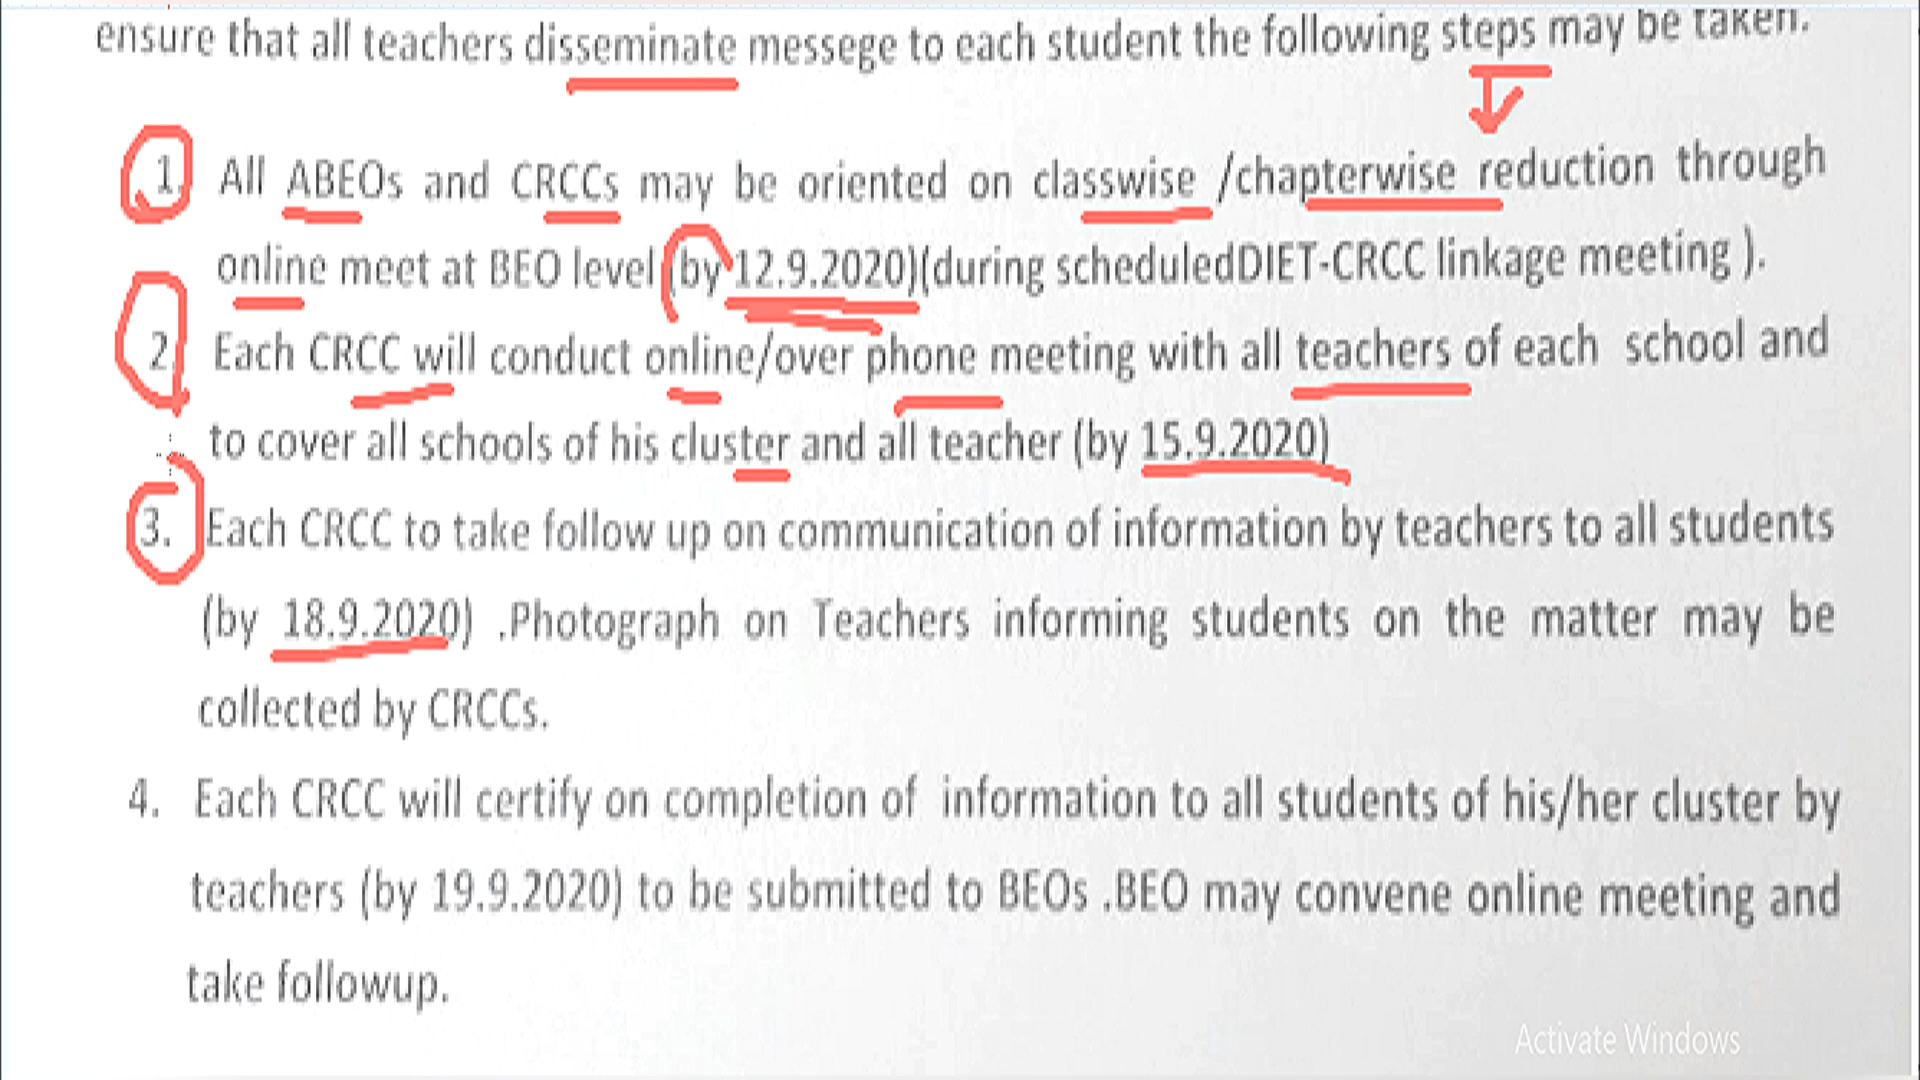 ensure that all teachers disseminate messege to each student the following steps may be taken.
1. All ABEOs and CRCCs may be oriented on classwise /chapterwise reduction through
online meet at BEO level (by 12.9.2020)(during scheduledDIET-CRCC linkage meeting ).
2. Each CRCC will conduct online/over phone meeting with all teachers of each school and
to cover all schools of his cluster and all teacher (by 15.9.2020)
3. Each CRCC to take follow up on communication of information by teachers to all students
(by 18.9.2020) .Photograph on Teachers informing students on the matter may be
collected by CRCCs.
4. Each CRCC will certify on completion of information to all students of his/her cluster by
teachers (by 19.9.2020) to be submitted to BEOs .BEO may convene online meeting and
take followup.
Activate Windows